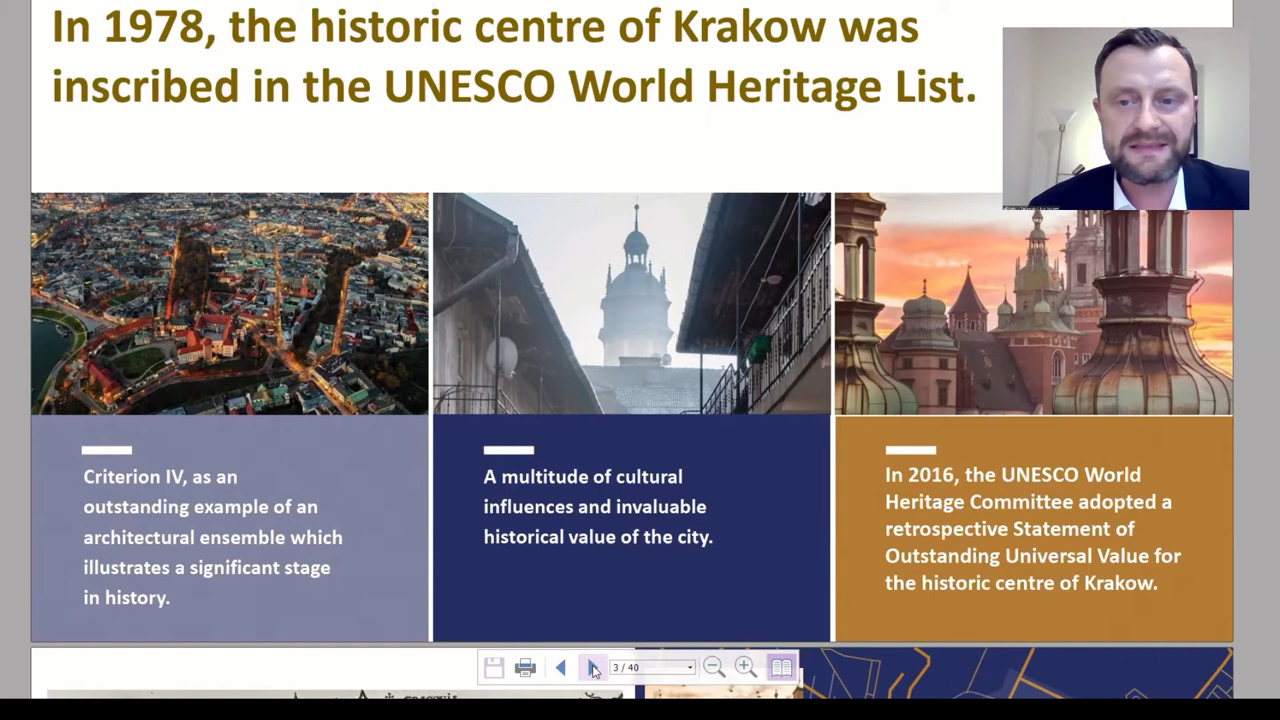 In 1978, the historic centre of Krakow was
inscribed in the UNESCO World Heritage List.
Criterion IV, as an
outstanding example of an
architectural ensemble which
illustrates a significant stage
in history.
A multitude of cultural
influences and invaluable
historical value of the city.
In 2016, the UNESCO World
Heritage Committee adopted a
retrospective Statement of
Outstanding Universal Value for
the historic centre of Krakow.
3 / 40